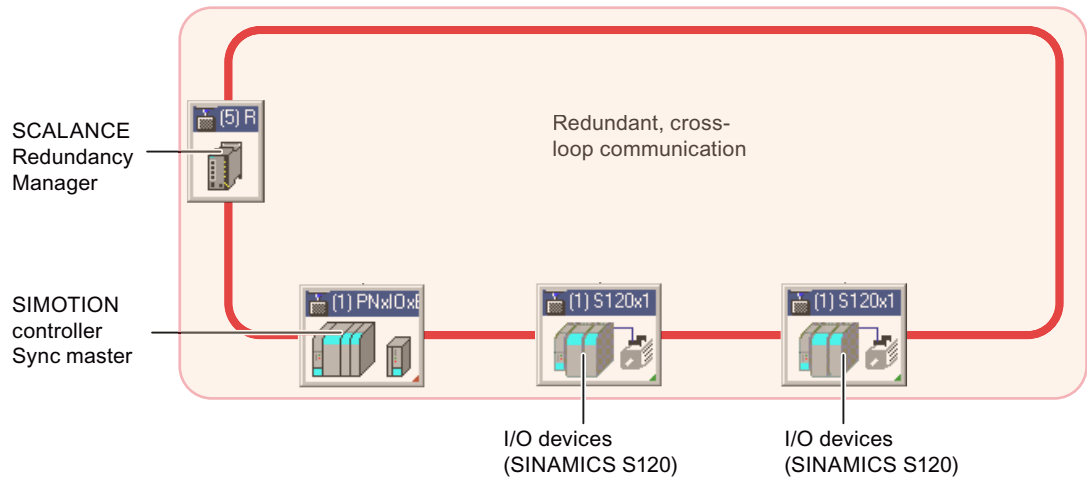 (5) R
SCALANCE
Redundancy
Manager
Redundant, cross-
loop communication
SIMOTION
controller
Sync master
(1) PNxIOxE
(1) S120x1
(1) S120x1
I/O devices
(SINAMICS S120)
I/O devices
(SINAMICS S120)